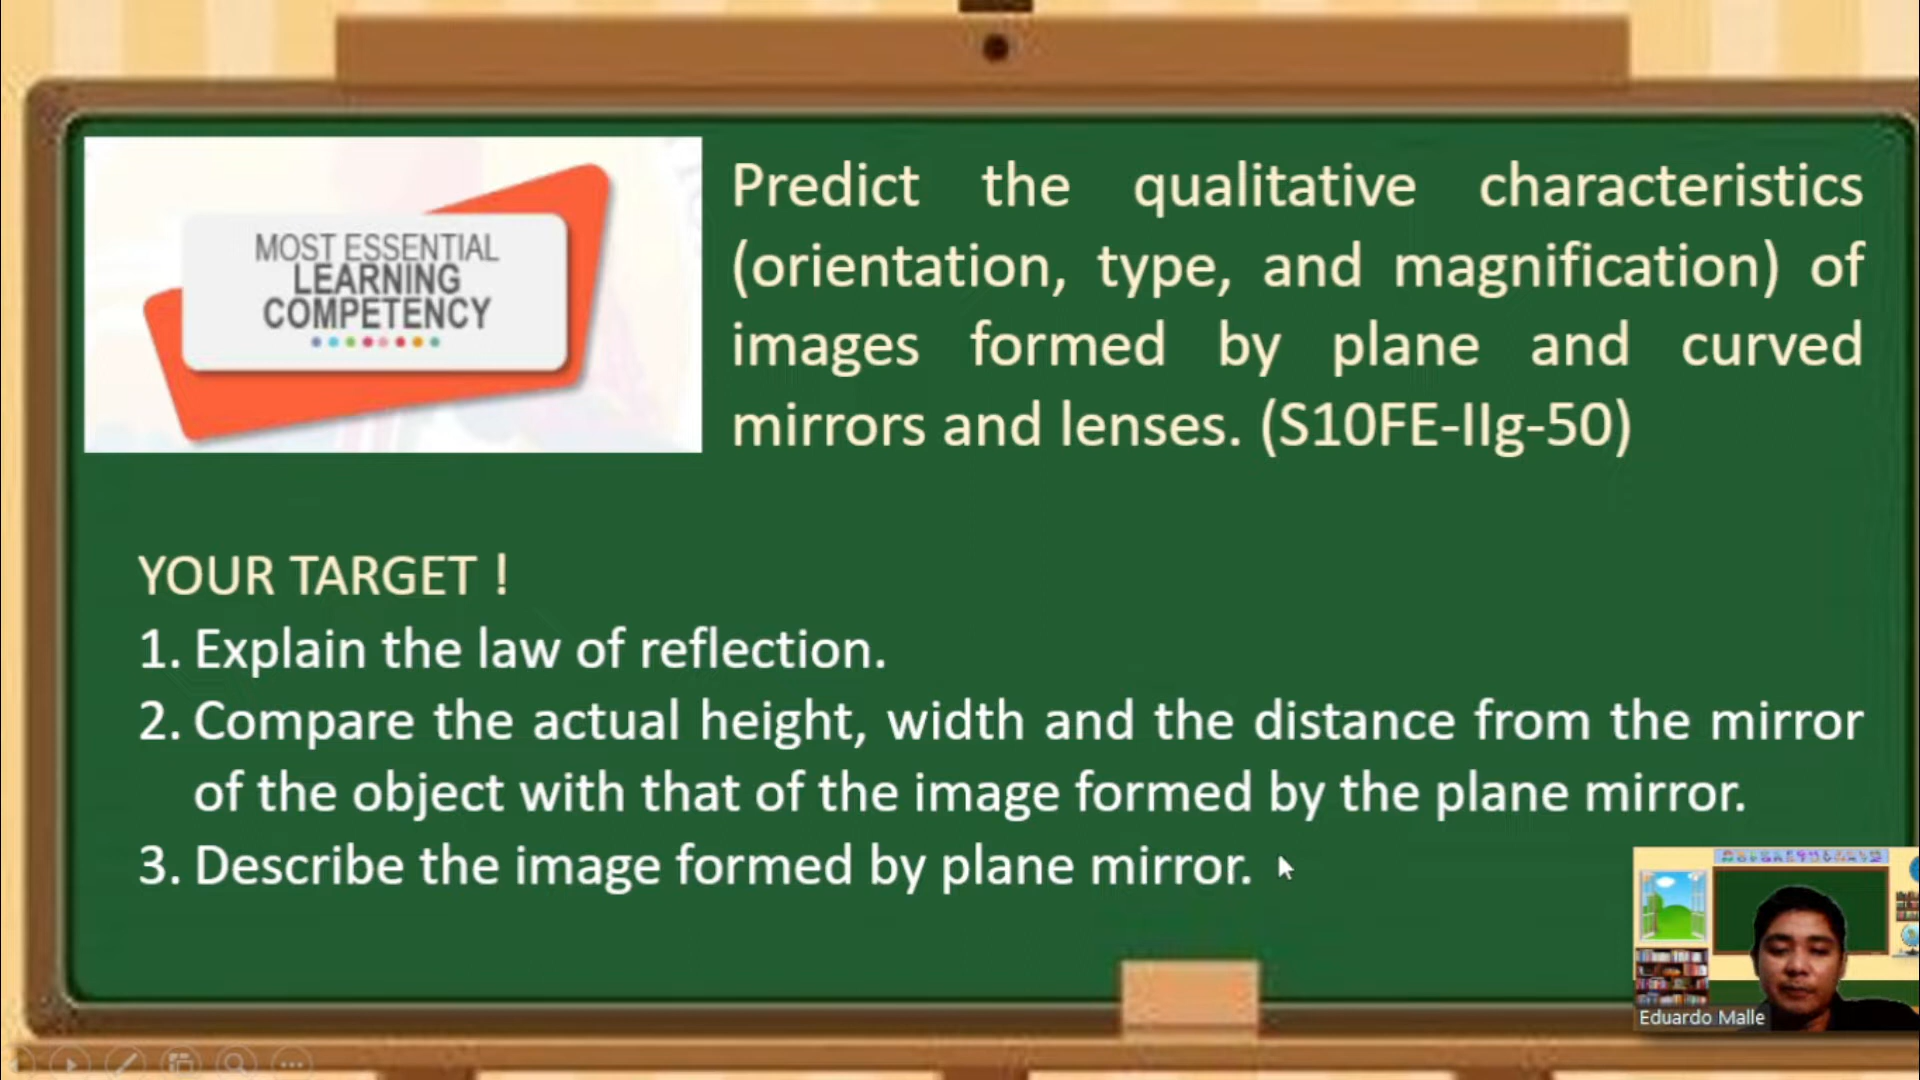 MOST ESSENTIAL
LEARNING
COMPETENCY
Predict the qualitative characteristics
(orientation, type, and magnification) of
images formed by plane and curved
mirrors and lenses. (S10FE-IIg-50)
YOUR TARGET !
1. Explain the law of reflection.
2. Compare the actual height, width and the distance from the mirror
of the object with that of the image formed by the plane mirror.
3. Describe the image formed by plane mirror.
Eduardo Malle